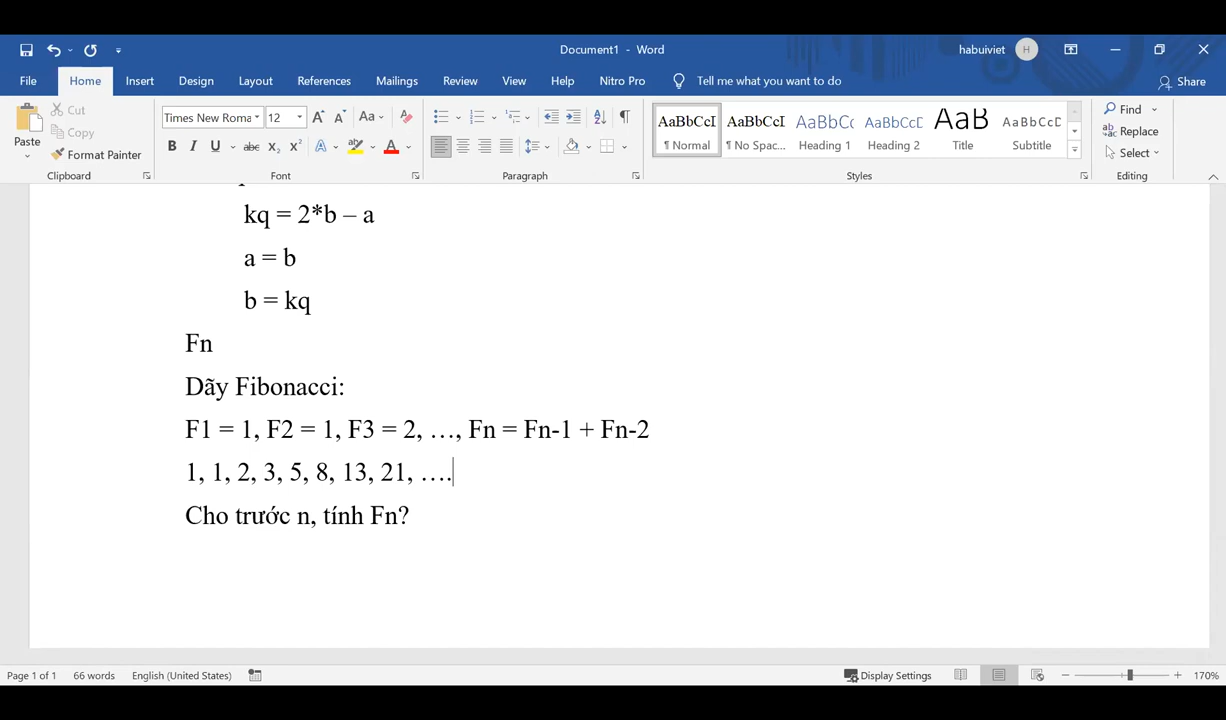 Document1 - Word
habuiviet
H
File Home Insert Design Layout References Mailings Review View Help Nitro Pro Tell me what you want to do Share
Paste
Cut
Copy
Format Painter
Clipboard
Times New Roma 12
Font
Paragraph
AaBbCcI AaBbCcI AaBbCc AaBbCcD AaB AaBbCcD
¶ Normal ¶ No Spac... Heading 1 Heading 2 Title Subtitle
Styles
Find
Replace
Select
Editing
kq = 2*b – a
a = b
b = kq
Fn
Dãy Fibonacci:
F1 = 1, F2 = 1, F3 = 2, …, Fn = Fn-1 + Fn-2
1, 1, 2, 3, 5, 8, 13, 21, ….
Cho trước n, tính Fn?
Page 1 of 1 66 words English (United States) Display Settings 170%